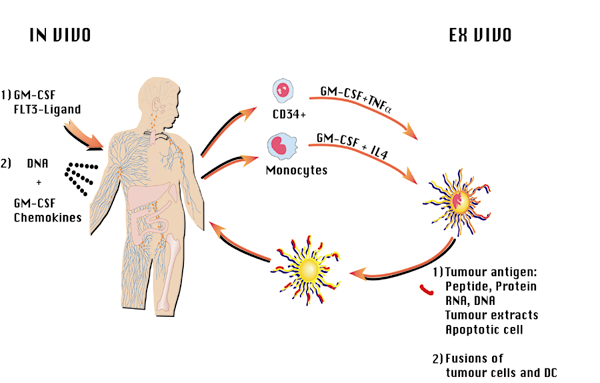 IN VIVO
EX VIVO
1) GM-CSF
FLT3-Ligand
2) DNA
+
GM-CSF
Chemokines
CD34+
GM-CSF+TNFα
Monocytes
GM-CSF + IL4
1) Tumour antigen:
Peptide, Protein
RNA, DNA
Tumour extracts
Apoptotic cell
2) Fusions of
tumour cells and DC